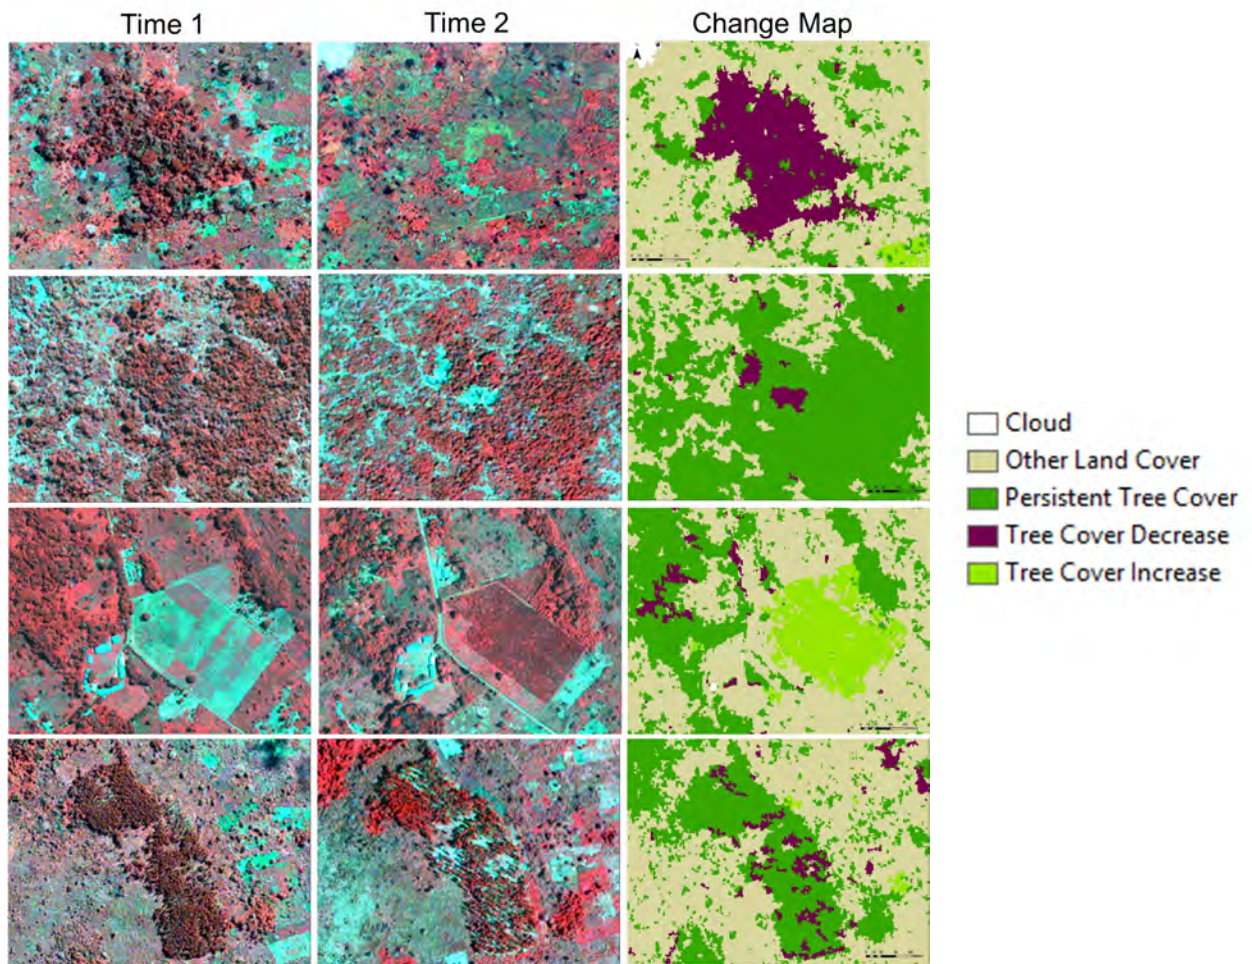 Time 1
Time 2
Change Map
Cloud
Other Land Cover
Persistent Tree Cover
Tree Cover Decrease
Tree Cover Increase